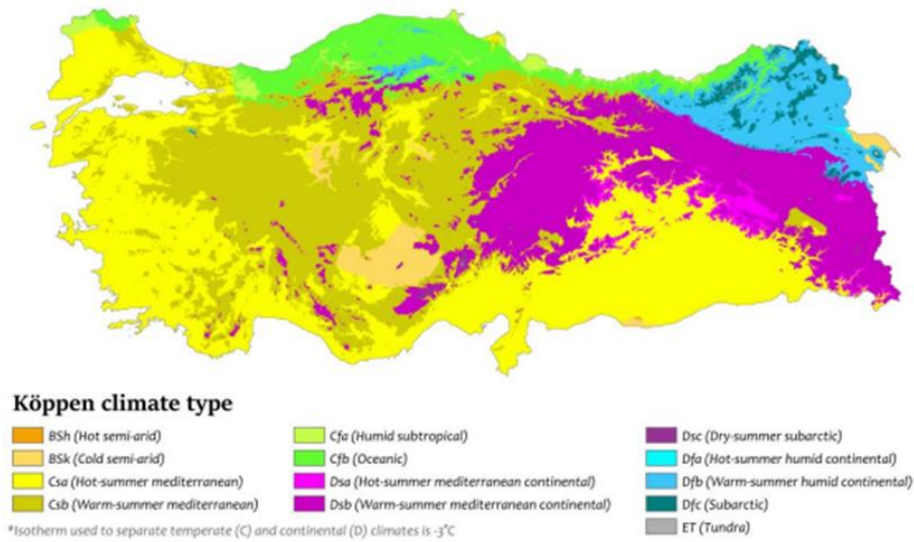 Köppen climate type
BSh (Hot semi-arid)
BSk (Cold semi-arid)
Csa (Hot-summer mediterranean)
Csb (Warm-summer mediterranean)
Cfa (Humid subtropical)
Cfb (Oceanic)
Dsa (Hot-summer mediterranean continental)
Dsb (Warm-summer mediterranean continental)
Dsc (Dry-summer subarctic)
Dfa (Hot-summer humid continental)
Dfb (Warm-summer humid continental)
Dfc (Subarctic)
ET (Tundra)
*Isotherm used to separate temperate (C) and continental (D) climates is -3°C